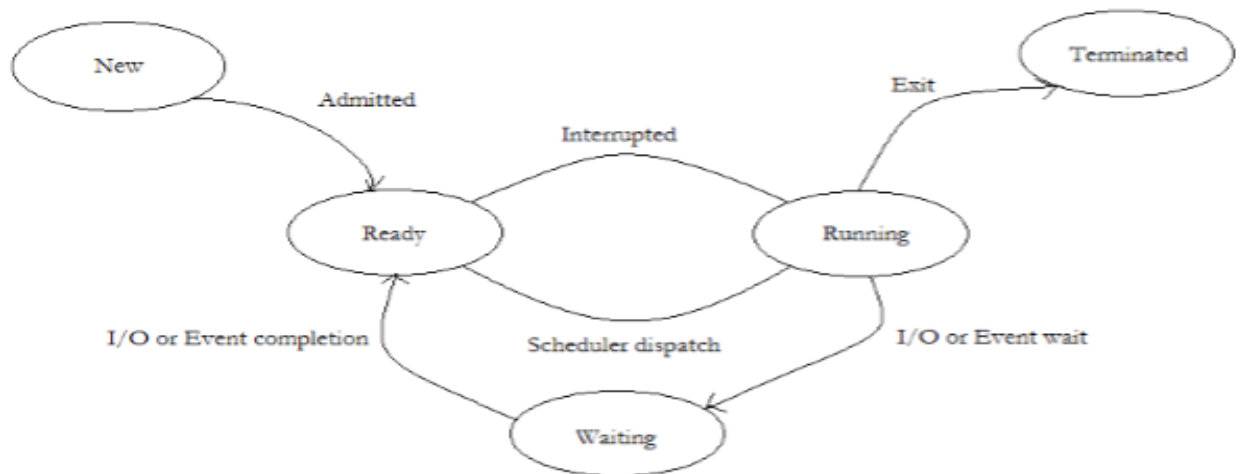 New
Terminated
Admitted
Exit
Interrupted
Ready
Running
I/O or Event completion
Scheduler dispatch
I/O or Event wait
Waiting